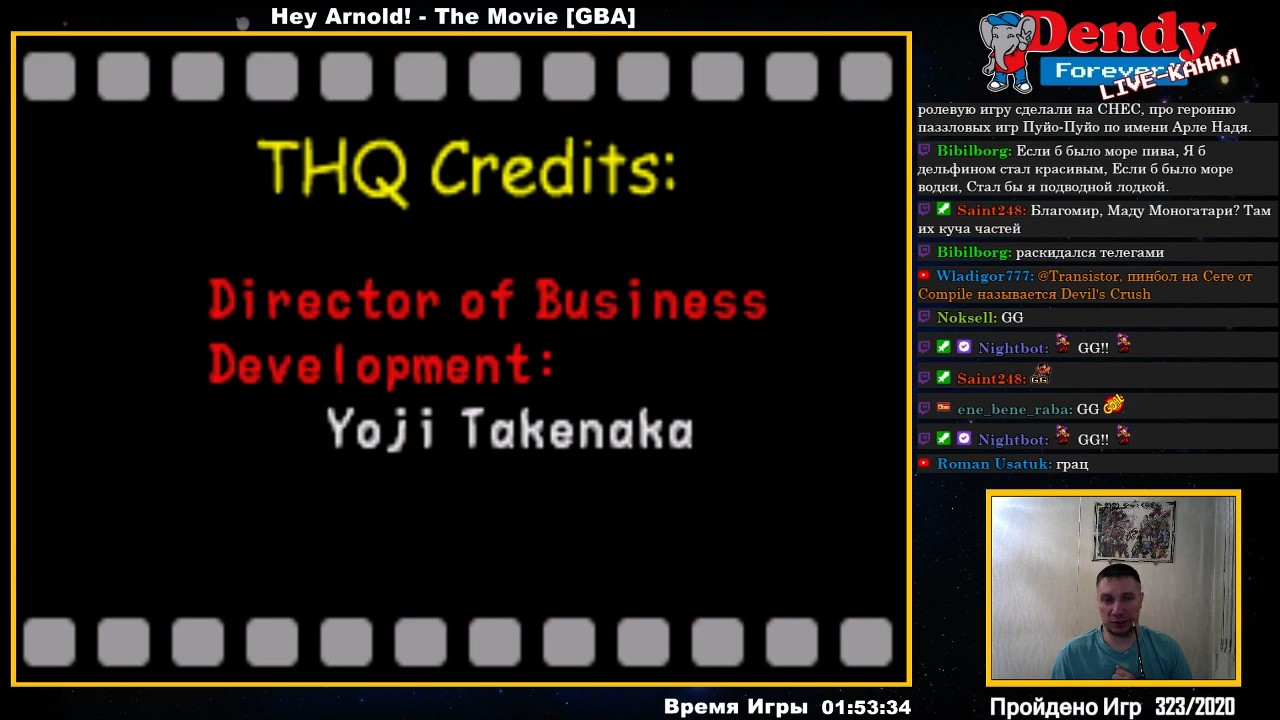 Hey Arnold! - The Movie [GBA]
THQ Credits:
Director of Business
Development:
Yoji Takenaka
Dendy
Forever
LIVE-КАНАЛ
ролевую игру сделали на СНЕС, про героиню
паззловых игр Пуйо-Пуйо по имени Арле Надя.
Bibilborg: Если б было море пива, Я б
дельфином стал красивым, Если б было море
водки, Стал бы я подводной лодкой.
Saint248: Благомир, Маду Моногатари? Там
их куча частей
Bibilborg: раскидался телегами
Wladigor777: @Transistor, пинбол на Сеге от
Compile называется Devil's Crush
Noksell: GG
Nightbot: GG!!
Saint248: GG
ene_bene_raba: GG
Nightbot: GG!!
Roman Usatuk: грац
Время Игры 01:53:34
Пройдено Игр 323/2020